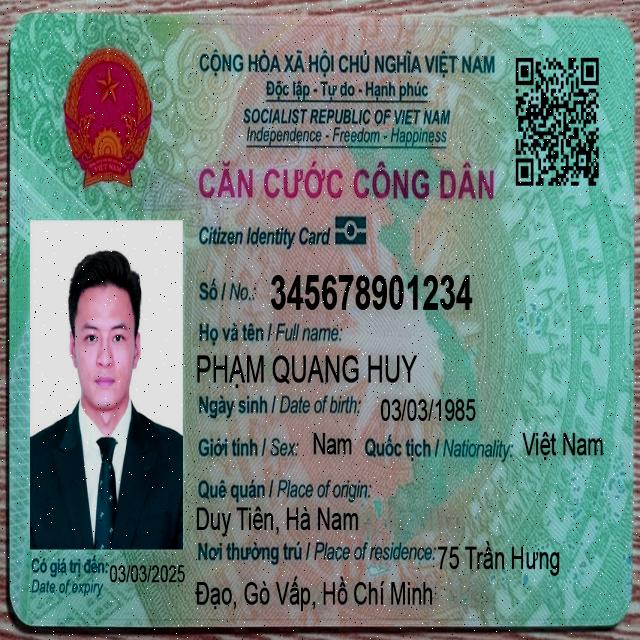 CỘNG HÒA XÃ HỘI CHỦ NGHĨA VIỆT NAM
Độc lập - Tự do - Hạnh phúc
SOCIALIST REPUBLIC OF VIET NAM
Independence - Freedom - Happiness
CĂN CƯỚC CÔNG DÂN
Citizen Identity Card
Số / No.: 345678901234
Họ và tên / Full name:
PHẠM QUANG HUY
Ngày sinh / Date of birth: 03/03/1985
Giới tính / Sex: Nam Quốc tịch / Nationality: Việt Nam
Quê quán / Place of origin:
Duy Tiên, Hà Nam
Nơi thường trú / Place of residence: 75 Trần Hưng
Đạo, Gò Vấp, Hồ Chí Minh
Có giá trị đến: 03/03/2025
Date of expiry